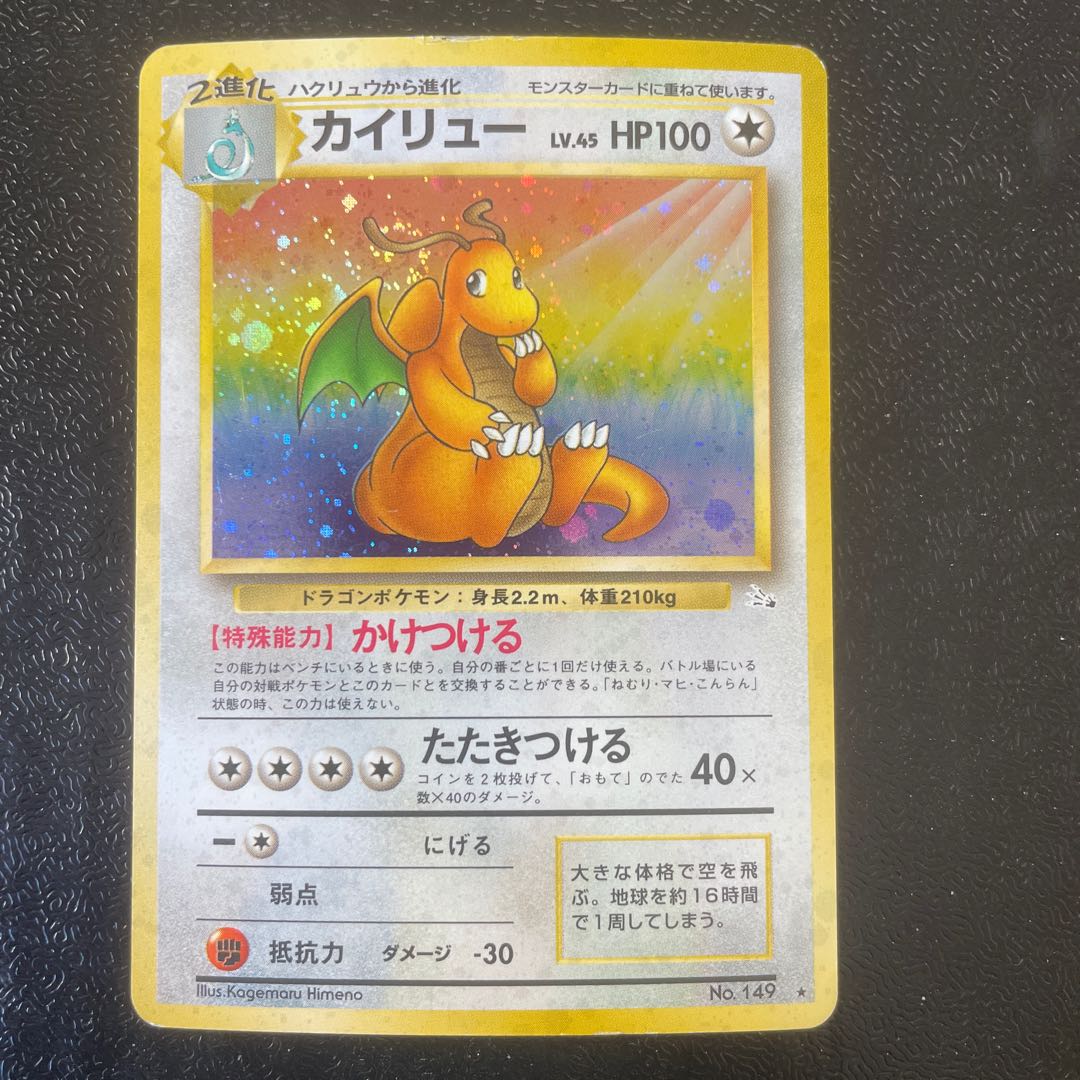 2進化 ハクリュウから進化 モンスターカードに重ねて使います。
カイリュー LV.45 HP100
ドラゴンポケモン：身長2.2m、体重210kg
【特殊能力】かけつける
この能力はベンチにいるときに使う。自分の番ごとに1回だけ使える。バトル場にいる
自分の対戦ポケモンとこのカードとを交換することができる。「ねむり・マヒ・こんらん」
状態の時、この力は使えない。
たたきつける
コインを2枚投げて、「おもて」のでた
数×40のダメージ。
40×
ー にげる
弱点
抵抗力 ダメージ -30
大きな体格で空を飛
ぶ。地球を約16時間
で1周してしまう。
Illus.Kagemaru Himeno
No. 149 ★